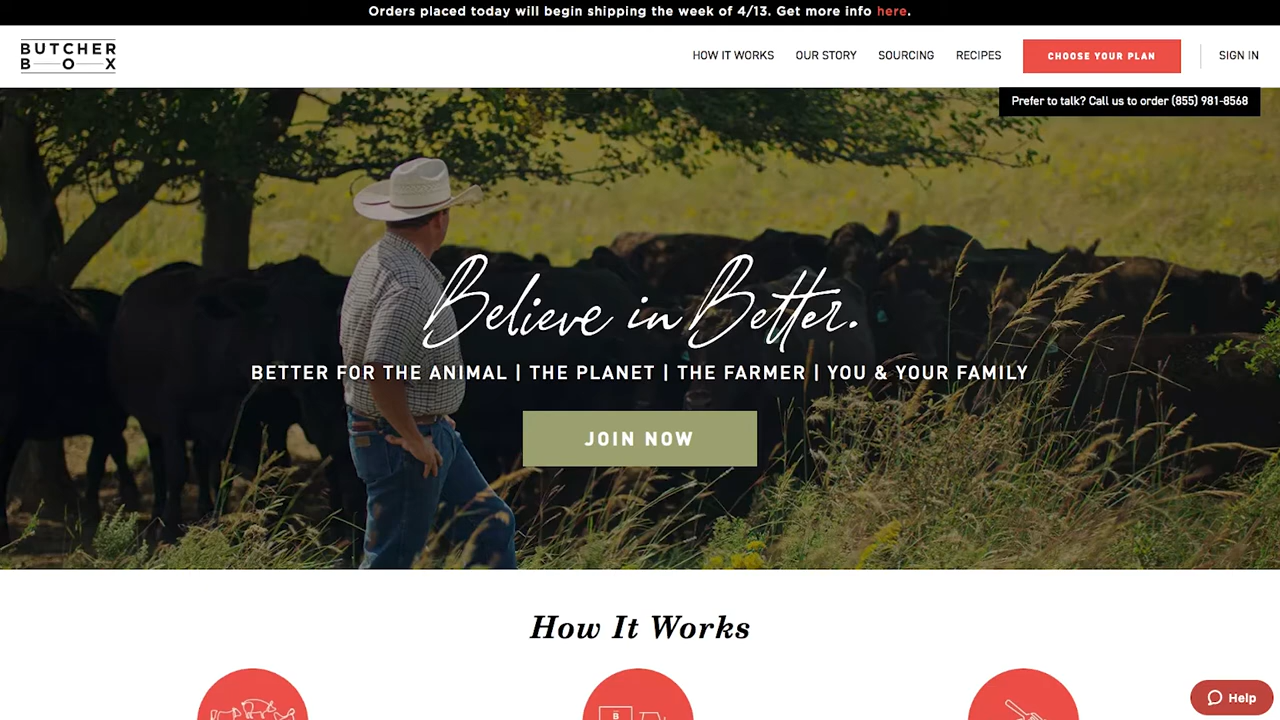 Orders placed today will begin shipping the week of 4/13. Get more info here.
BUTCHER
BOX
HOW IT WORKS
OUR STORY
SOURCING
RECIPES
CHOOSE YOUR PLAN
SIGN IN
Prefer to talk? Call us to order (855) 981-8568
Believe in Better.
BETTER FOR THE ANIMAL | THE PLANET | THE FARMER | YOU & YOUR FAMILY
JOIN NOW
How It Works
B
Help